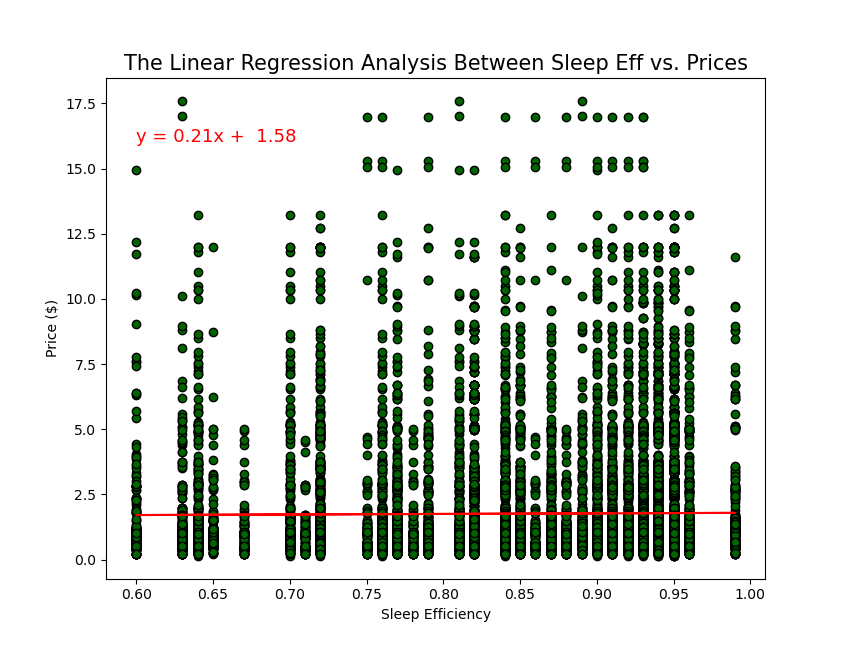 The Linear Regression Analysis Between Sleep Eff vs. Prices
y = 0.21x +  1.58
Price ($)
17.5
15.0
12.5
10.0
7.5
5.0
2.5
0.0
0.60 0.65 0.70 0.75 0.80 0.85 0.90 0.95 1.00
Sleep Efficiency